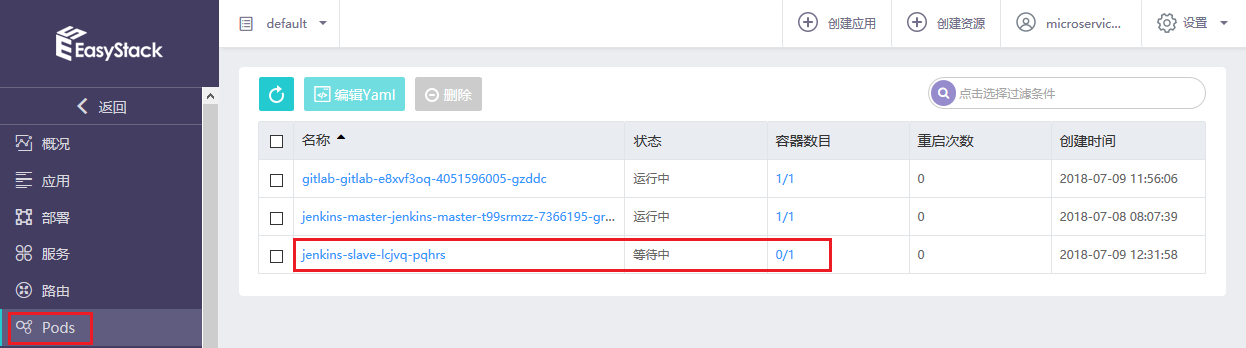 EasyStack
default
创建应用
创建资源
microservic...
设置
返回
概况
应用
部署
服务
路由
Pods
编辑Yaml
删除
点击选择过滤条件
名称 状态 容器数目 重启次数 创建时间
gitlab-gitlab-e8xvf3oq-4051596005-gzddc 运行中 1/1 0 2018-07-09 11:56:06
jenkins-master-jenkins-master-t99srmzz-7366195-gr... 运行中 1/1 0 2018-07-08 08:07:39
jenkins-slave-lcjvq-pqhrs 等待中 0/1 0 2018-07-09 12:31:58